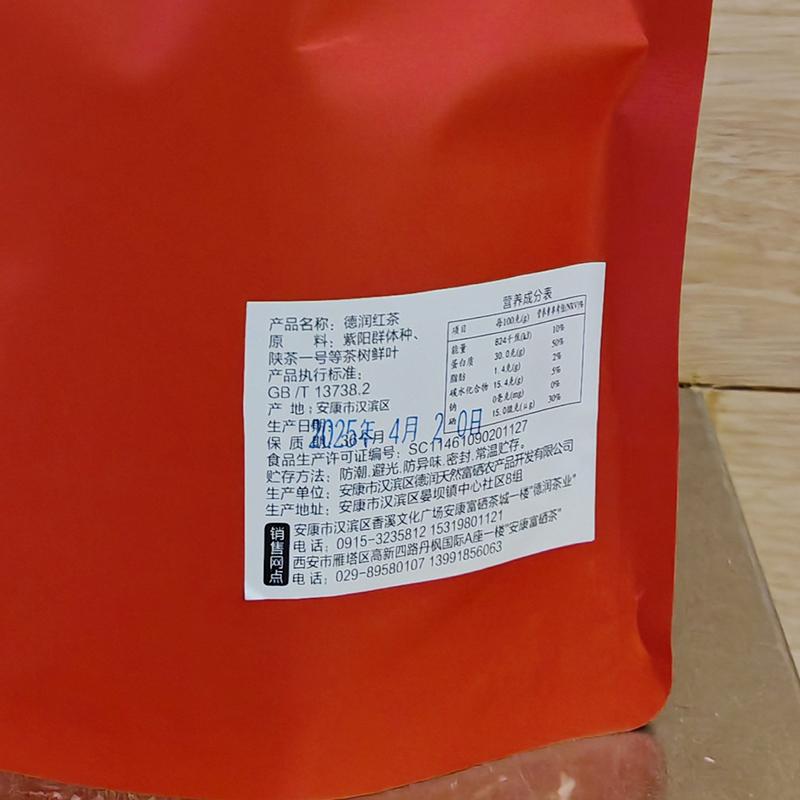 产品名称：德润红茶
原 料：紫阳群体种、
陕茶一号等茶树鲜叶
产品执行标准：
GB/T 13738.2
产 地：安康市汉滨区
生产日期：
2025年 4月 20日
保 质 期：36个月
食品生产许可证编号：SC11461090201127
贮存方法：防潮.避光.防异味.密封.常温贮存。
生产单位：安康市汉滨区德润天然富硒农产品开发有限公司
生产地址：安康市汉滨区晏坝镇中心社区8组
销售网点
安康市汉滨区香溪文化广场安康富硒茶城一楼"德润茶业"
电话：0915-3235812 15319801121
西安市雁塔区高新四路丹枫国际A座一楼"安康富硒茶"
电话：029-89580107 13991856063
营养成分表
项目 每100克(g) 营养素参考值(NRV)%
能量 824千焦(kJ) 10%
蛋白质 30.0克(g) 50%
脂肪 1.4克(g) 2%
碳水化合物 15.4克(g) 5%
钠 0毫克(mg) 0%
硒 15.0微克(μg) 30%